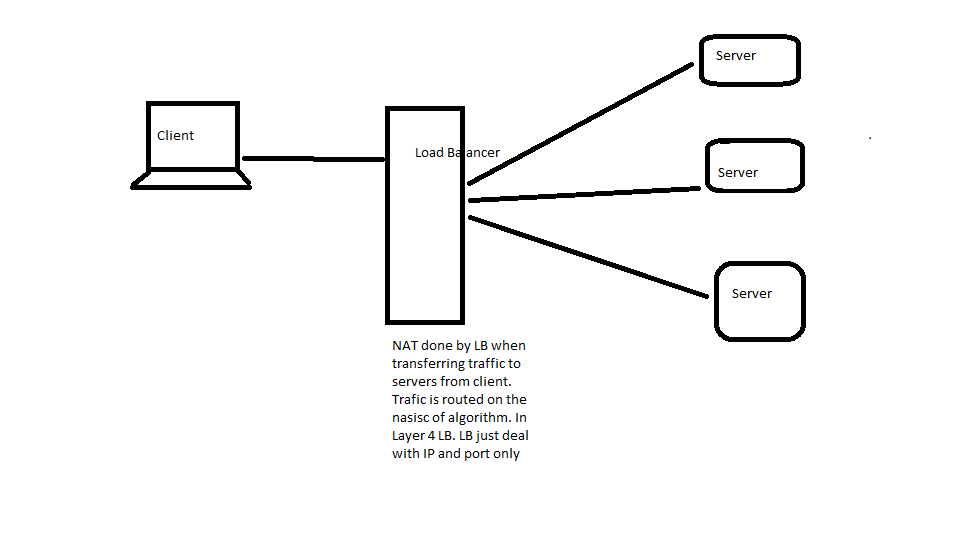 Client
Load Balancer
Server
Server
Server
NAT done by LB when
transferring traffic to
servers from client.
Trafic is routed on the
nasisc of algorithm. In
Layer 4 LB. LB just deal
with IP and port only